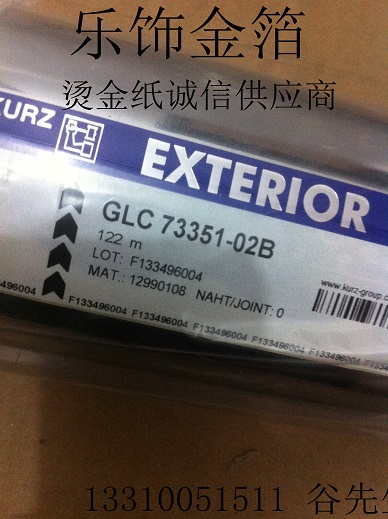 乐饰金箔
烫金纸诚信供应商
KURZ
EXTERIOR
GLC 73351-02B
122 m
LOT: F133496004
MAT.: 12990108 NAHT/JOINT: 0
www.kurz-group.
F133496004 F133496004 F133496004 F133496004 F133496004
13310051511 谷先生